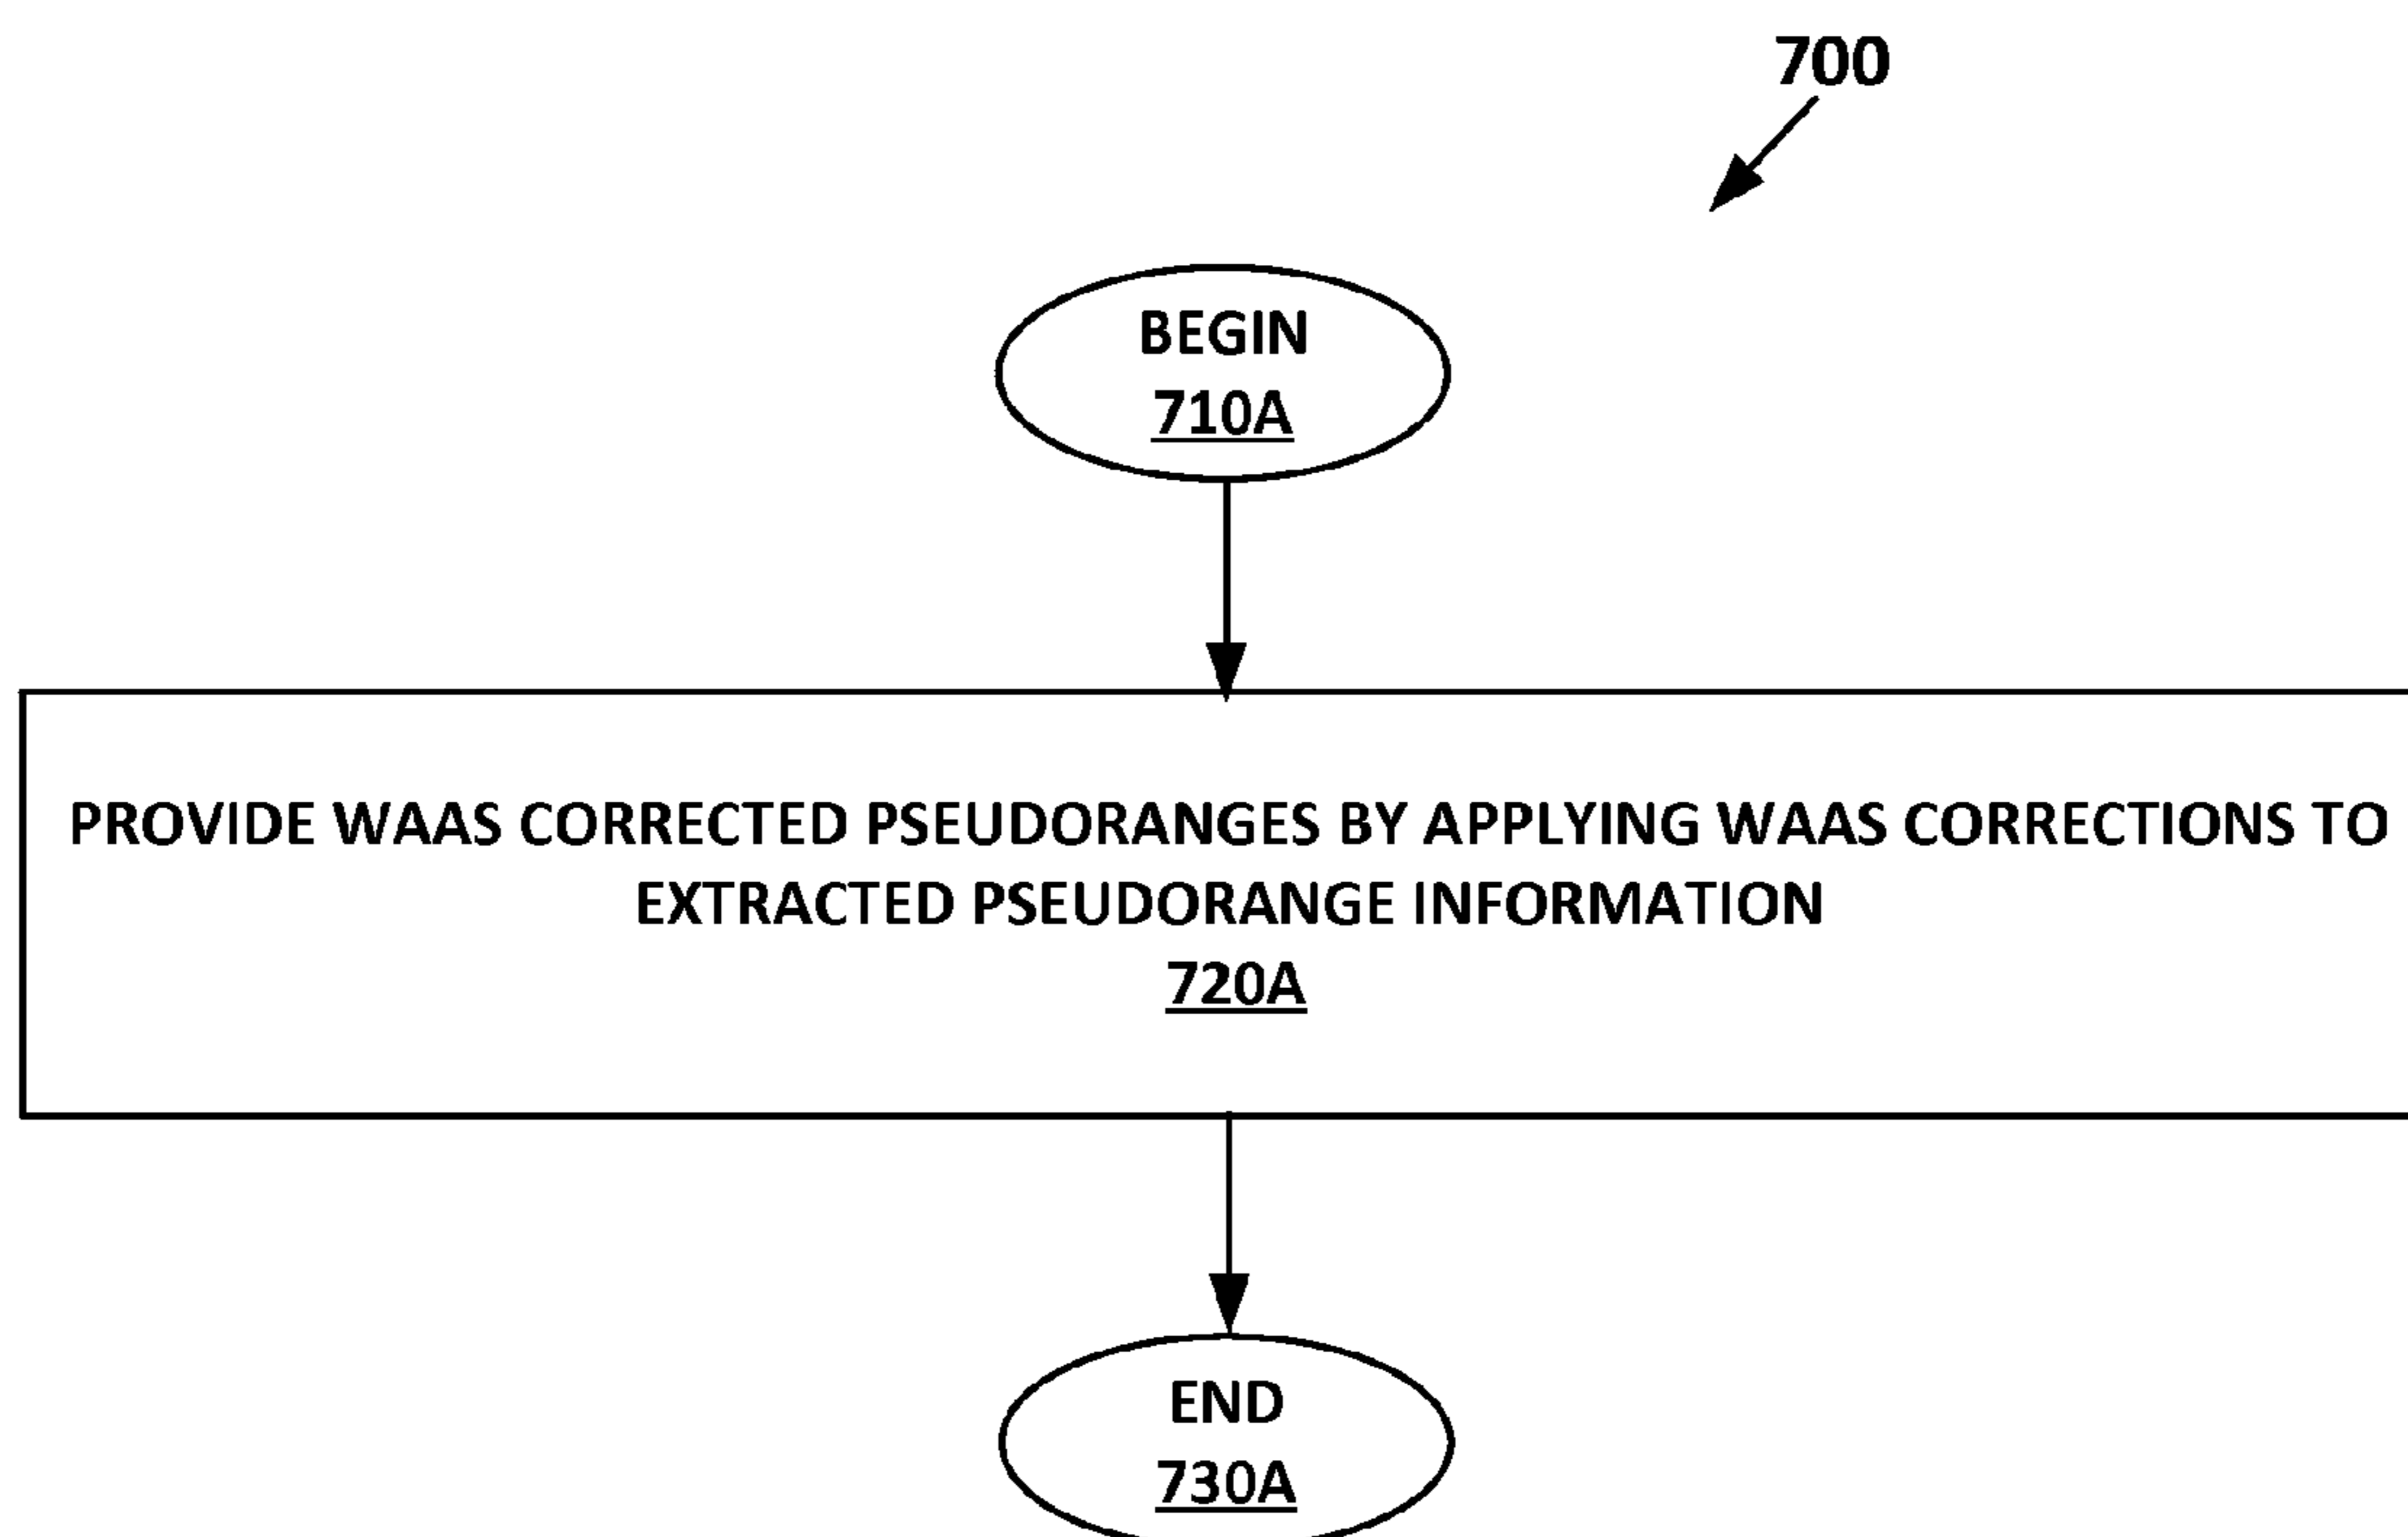 700
BEGIN
710A
PROVIDE WAAS CORRECTED PSEUDORANGES BY APPLYING WAAS CORRECTIONS TO
EXTRACTED PSEUDORANGE INFORMATION
720A
END
730A